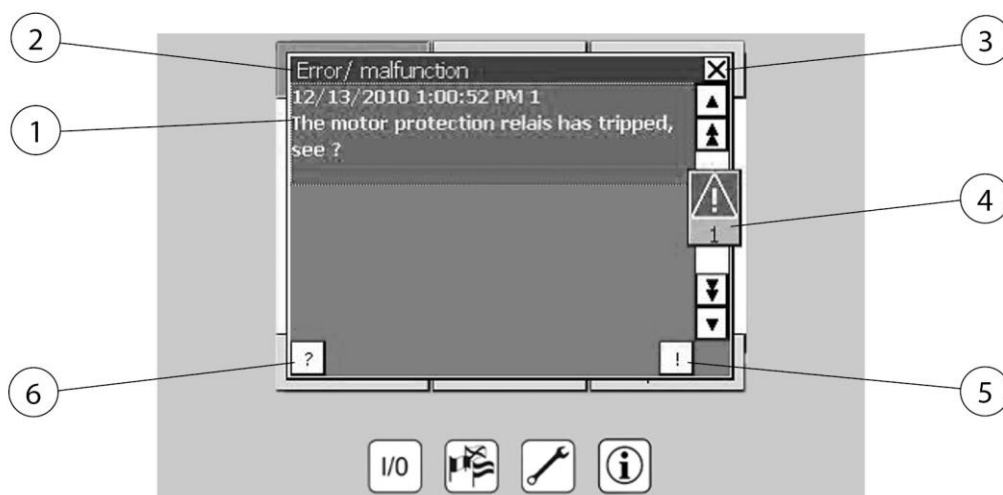 2
3
Error/ malfunction
X
12/13/2010 1:00:52 PM 1
1
The motor protection relais has tripped,
see ?
!
4
1
?
!
6
5
I/0
i